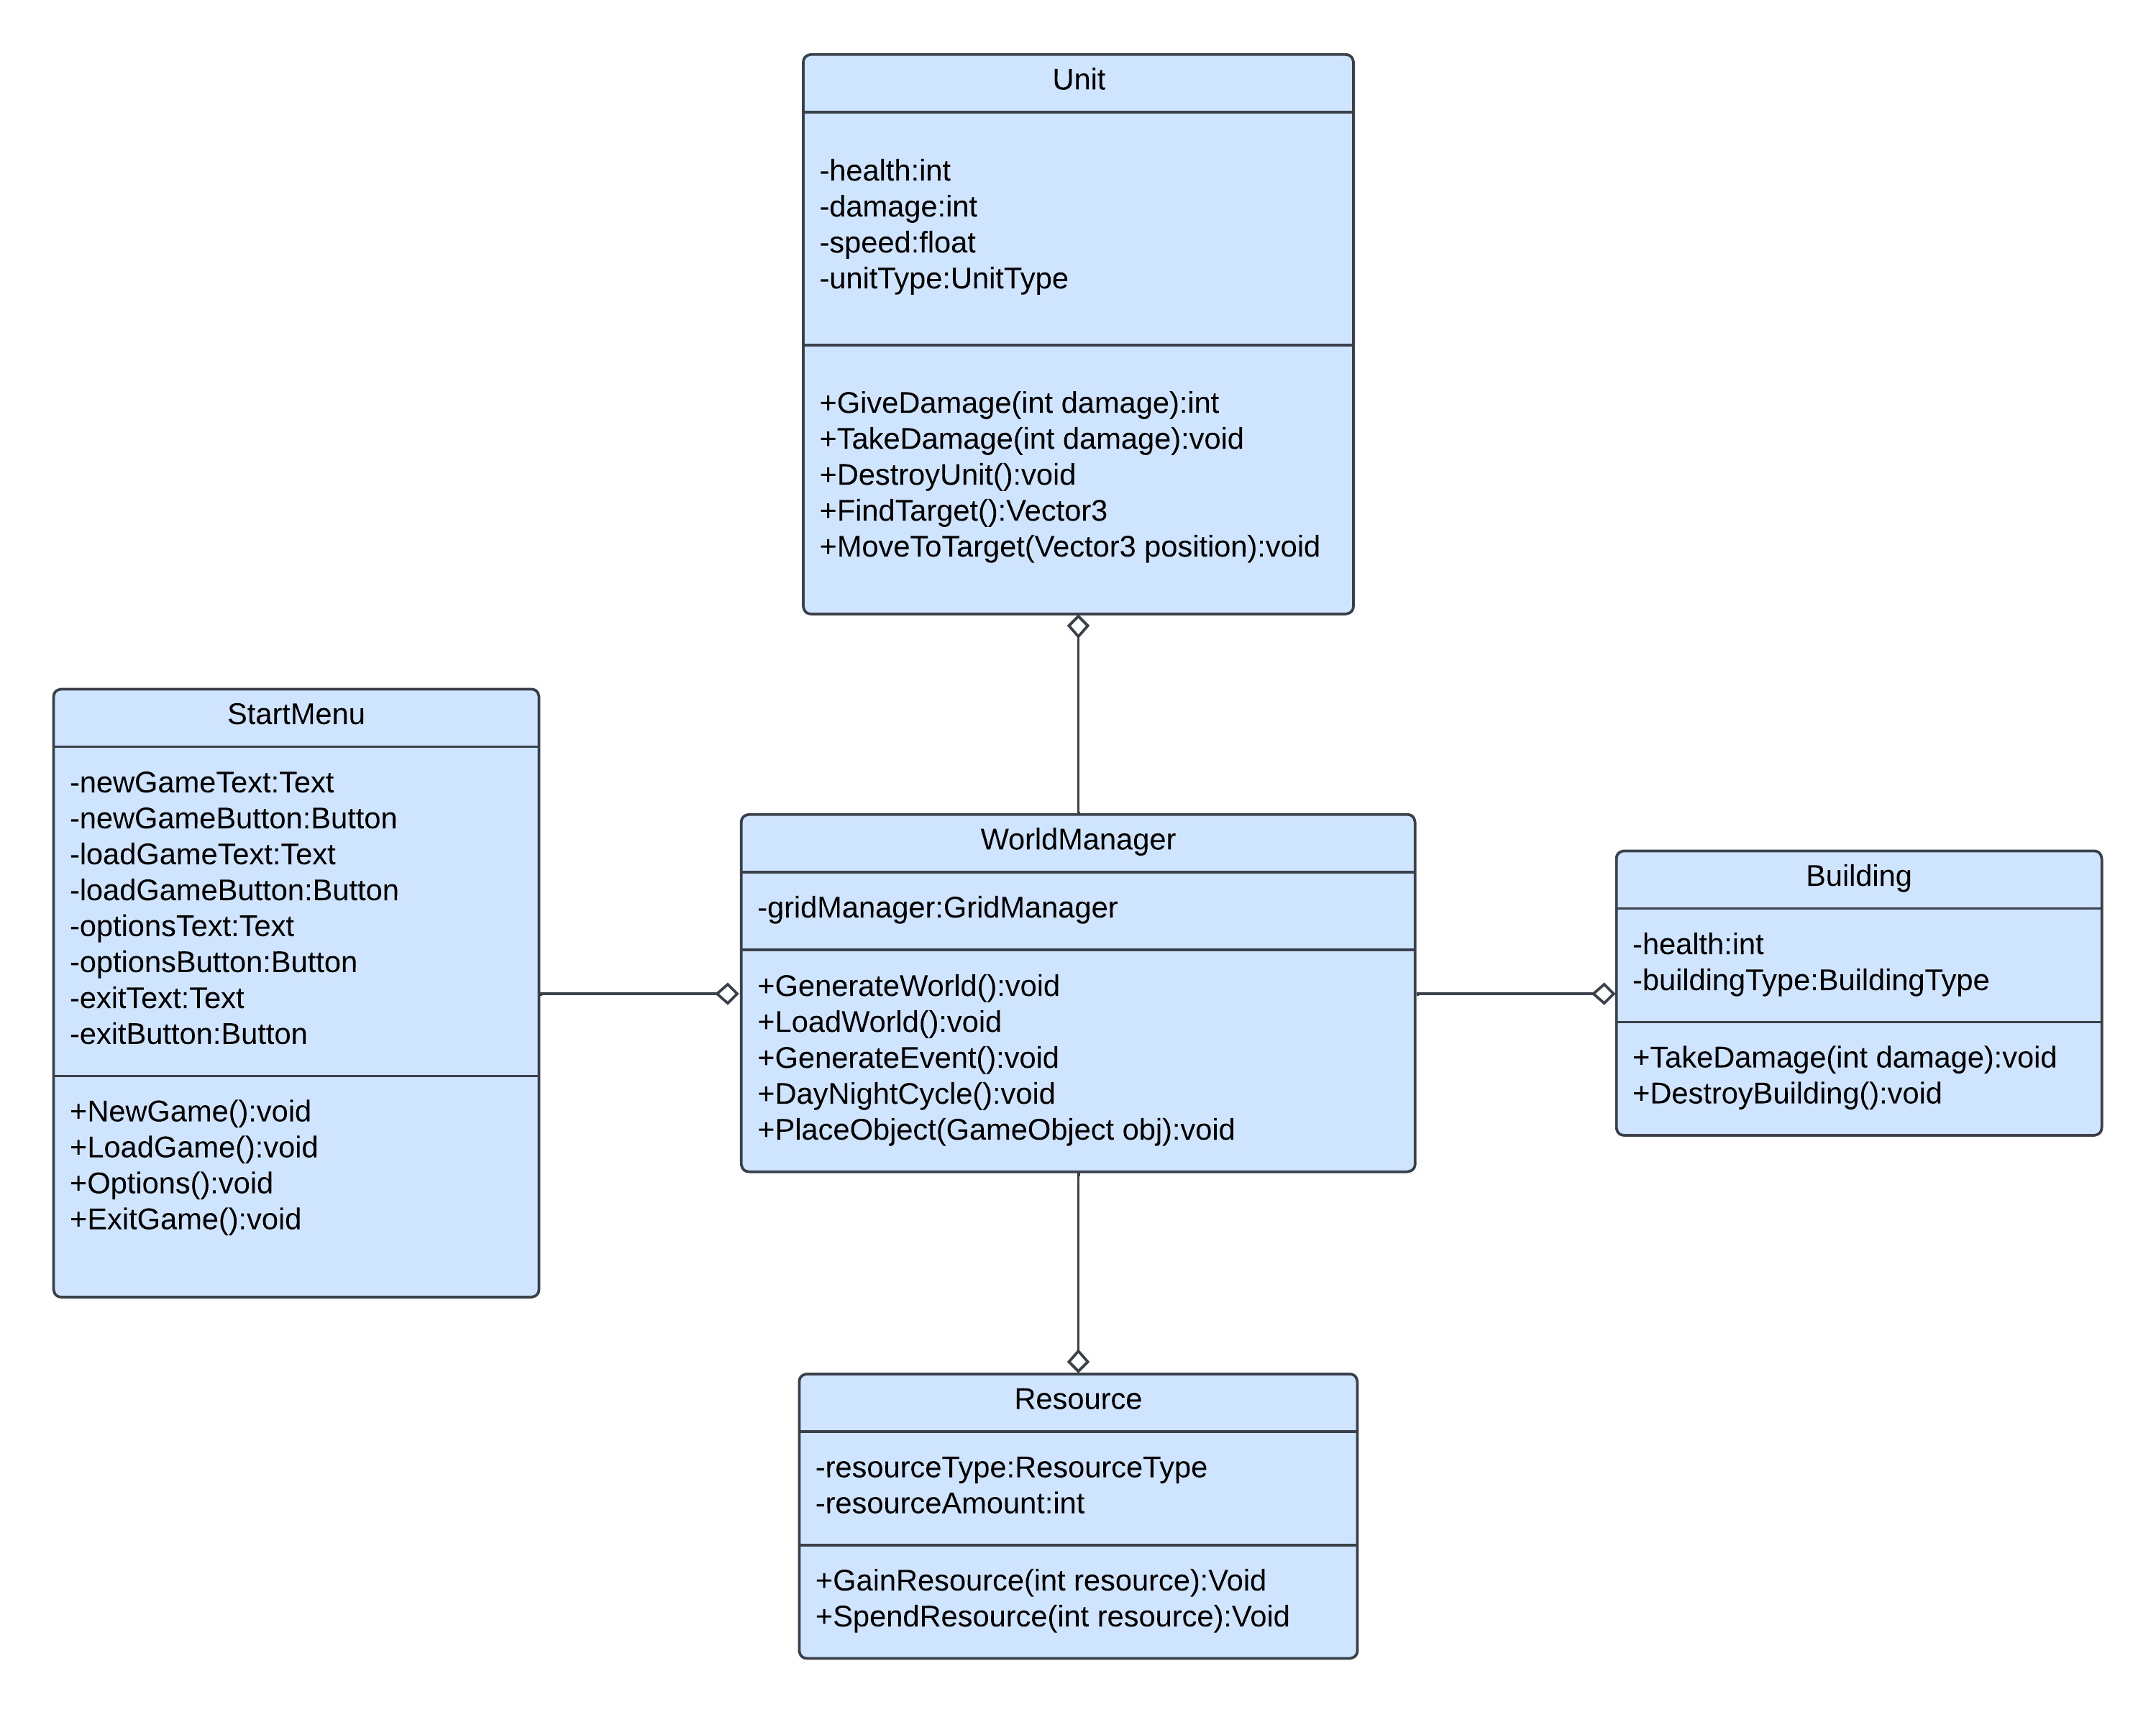 Unit
-health:int
-damage:int
-speed:float
-unitType:UnitType
+GiveDamage(int damage):int
+TakeDamage(int damage):void
+DestroyUnit():void
+FindTarget():Vector3
+MoveToTarget(Vector3 position):void
StartMenu
-newGameText:Text
-newGameButton:Button
-loadGameText:Text
-loadGameButton:Button
-optionsText:Text
-optionsButton:Button
-exitText:Text
-exitButton:Button
+NewGame():void
+LoadGame():void
+Options():void
+ExitGame():void
WorldManager
-gridManager:GridManager
+GenerateWorld():void
+LoadWorld():void
+GenerateEvent():void
+DayNightCycle():void
+PlaceObject(GameObject obj):void
Building
-health:int
-buildingType:BuildingType
+TakeDamage(int damage):void
+DestroyBuilding():void
Resource
-resourceType:ResourceType
-resourceAmount:int
+GainResource(int resource):Void
+SpendResource(int resource):Void